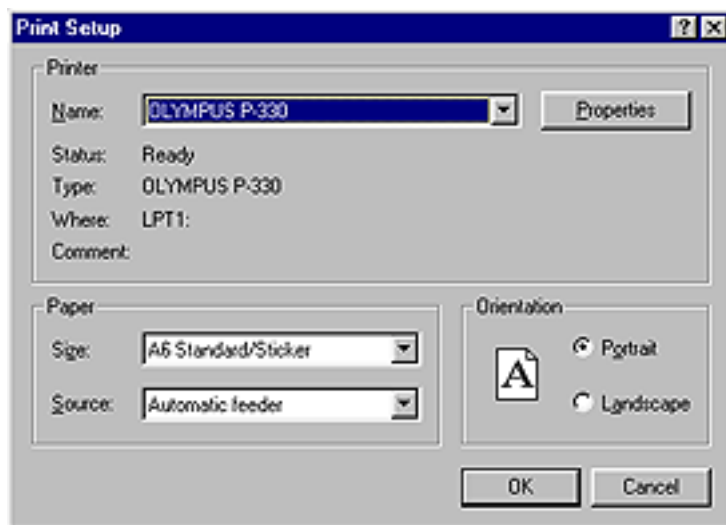 Print Setup
Printer
Name: OLYMPUS P-330 Properties
Status: Ready
Type: OLYMPUS P-330
Where: LPT1:
Comment:
Paper
Size: A6 Standard/Sticker
Source: Automatic feeder
Orientation
A
Portrait
Landscape
OK Cancel